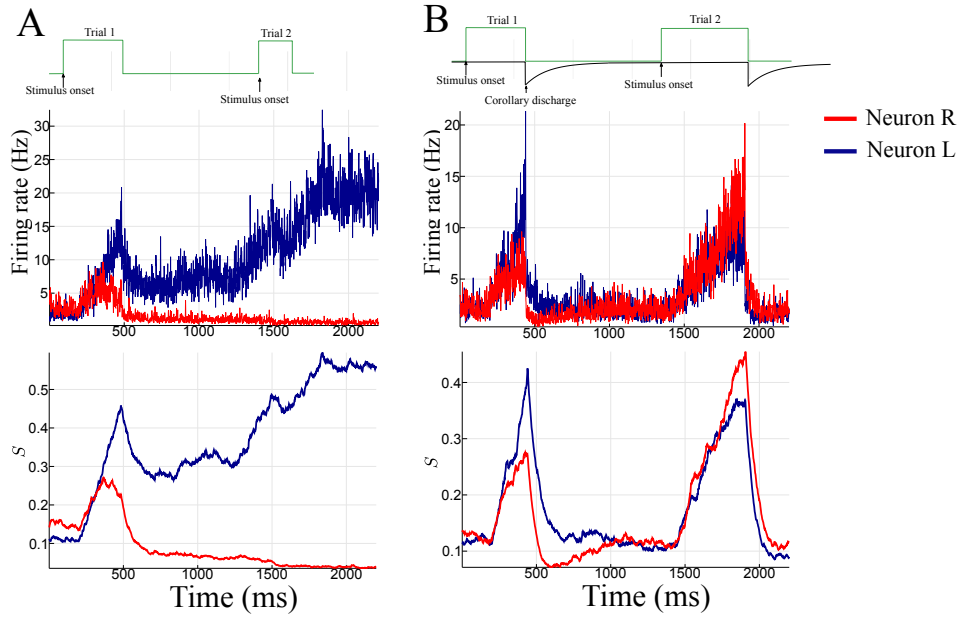 A
Trial 1
Trial 2
Stimulus onset
Stimulus onset
Firing rate (Hz)
30
25
20
15
10
5
500
1000
1500
2000
S
0.5
0.4
0.3
0.2
0.1
500
1000
1500
2000
Time (ms)
B
Trial 1
Trial 2
Stimulus onset
Stimulus onset
Corollary discharge
Firing rate (Hz)
20
15
10
5
500
1000
1500
2000
S
0.4
0.3
0.2
0.1
500
1000
1500
2000
Time (ms)
Neuron R
Neuron L